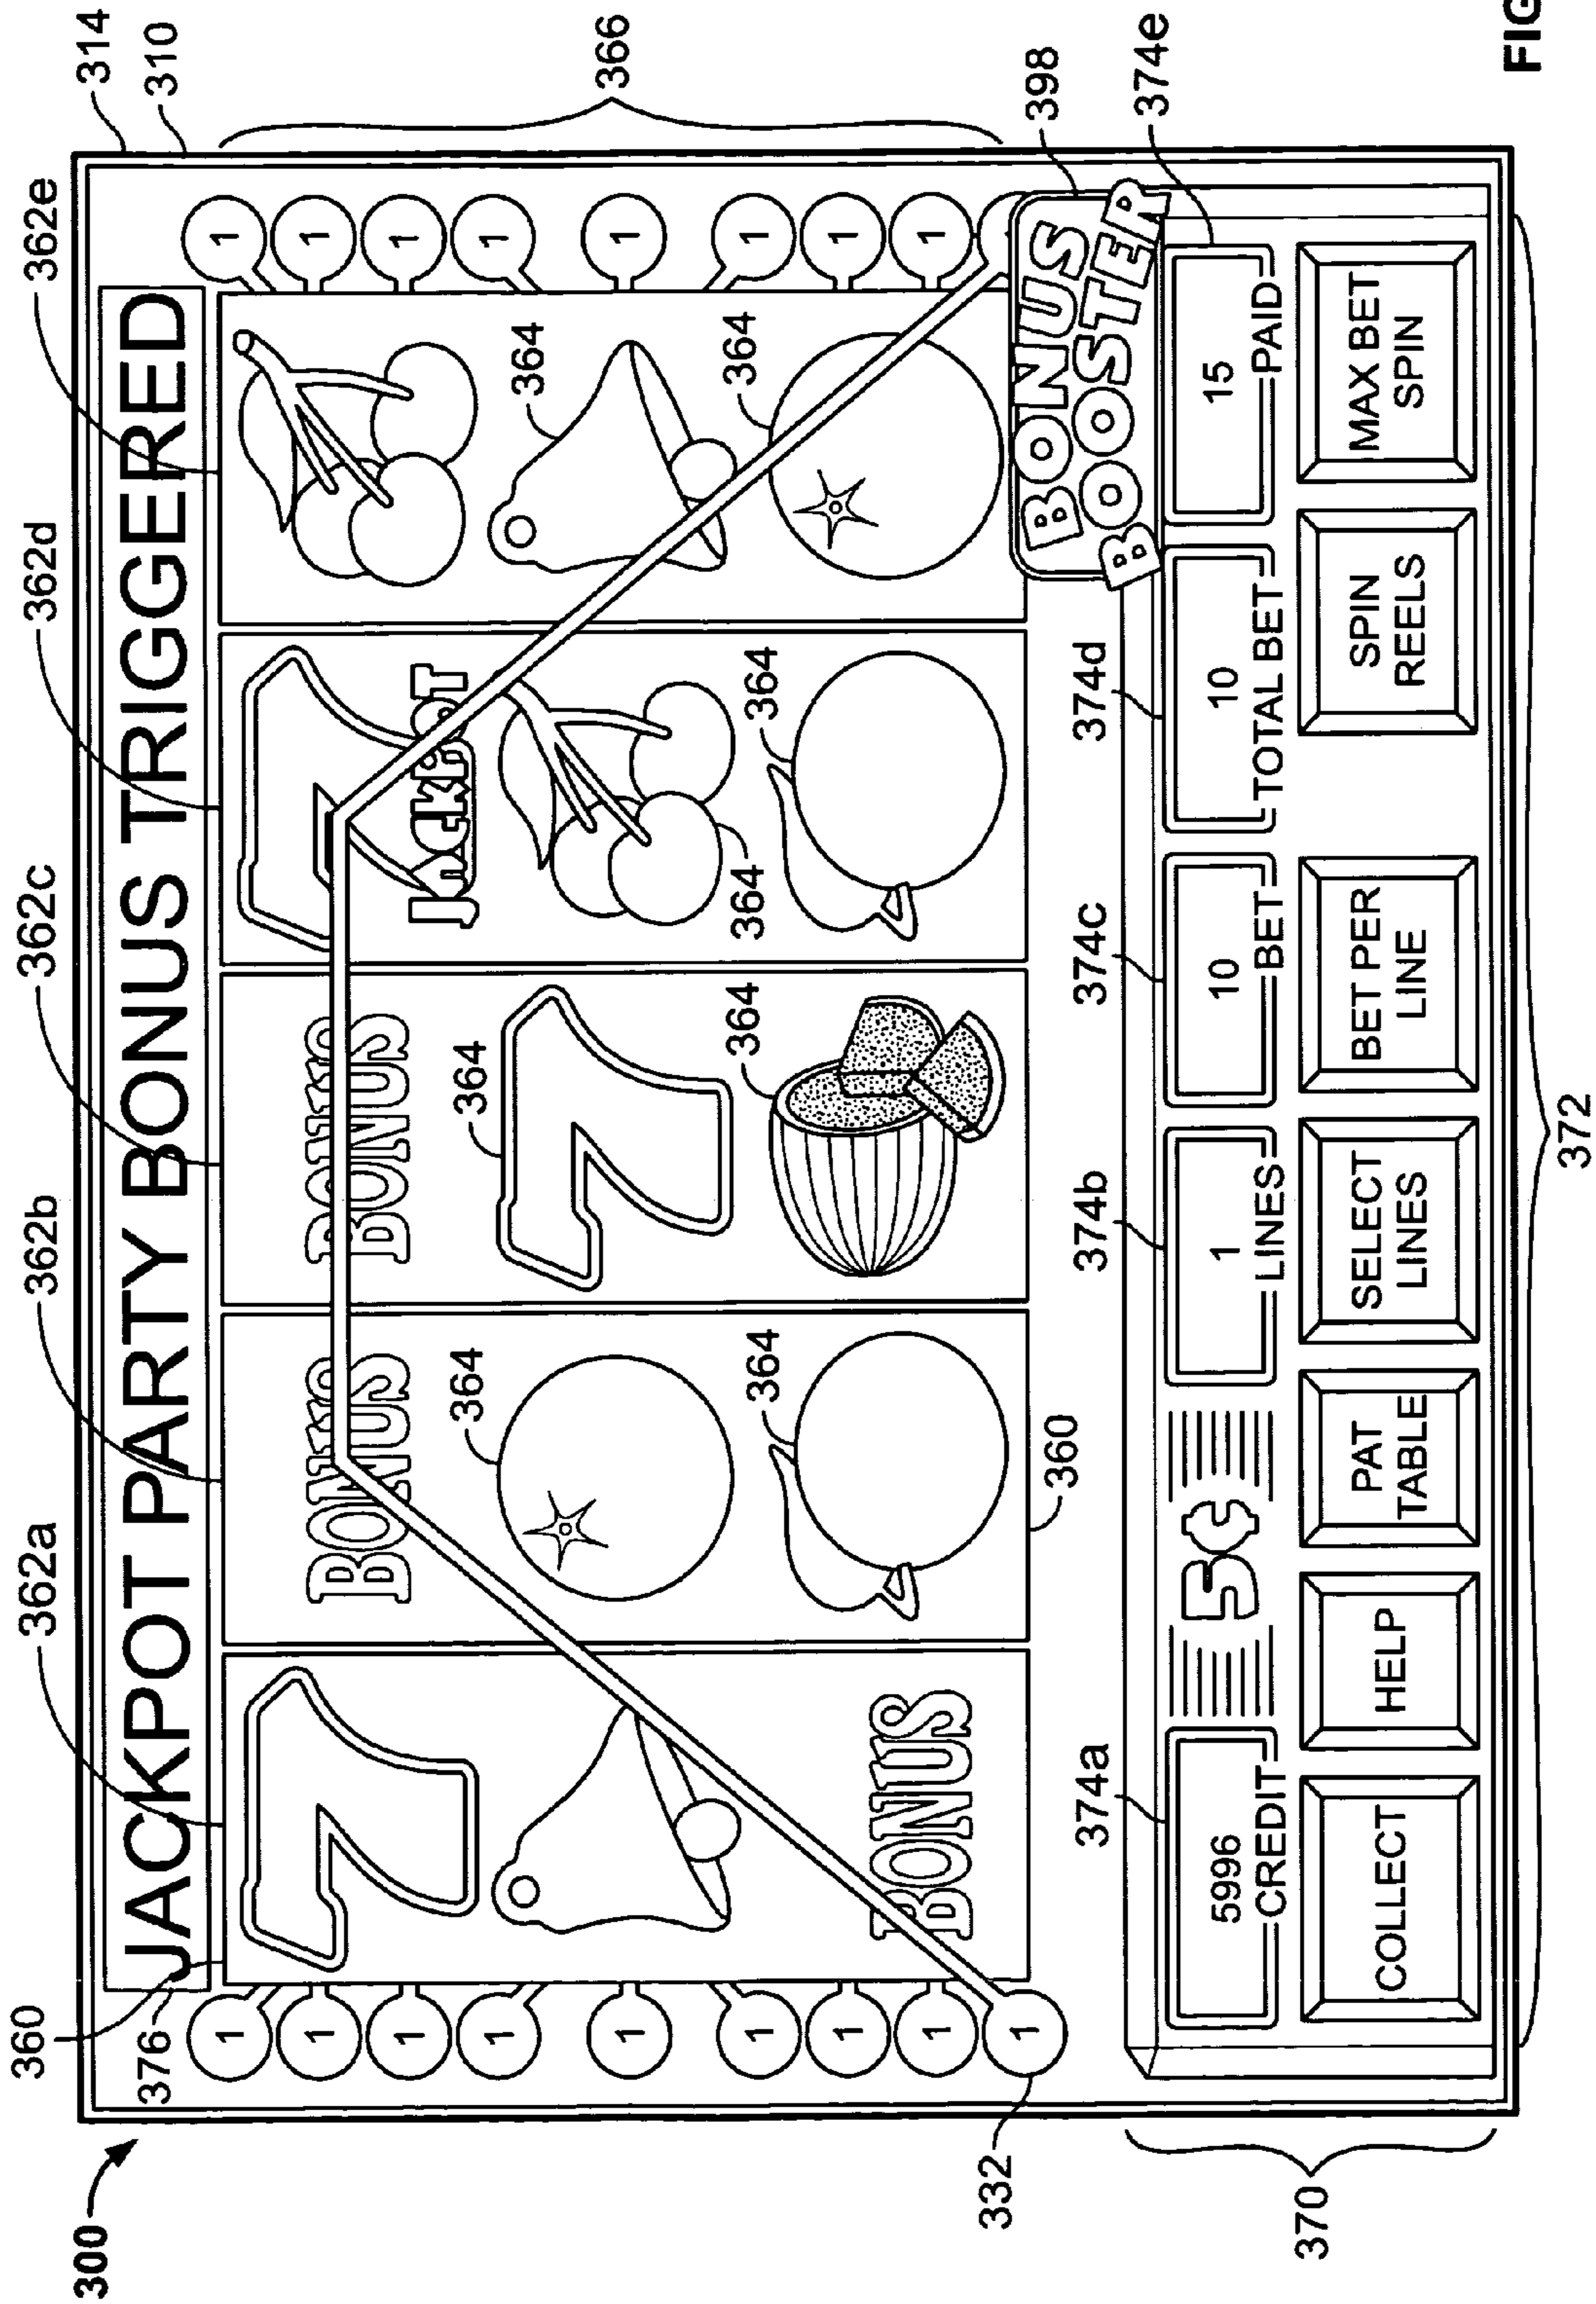 300
314
310
360
376
362a
362b
362c
362d
362e
JACKPOT PARTY BONUS TRIGGERED
366
1 1
1 1
1 1
1 1
1 1
1 1
1 1
1 1
1
BONUS BONUS JACKPOT
364 364 364
364 364
364 364 364 364
BONUS
332
360
BONUS
BOOSTER
398
374a 374b 374c 374d 374e
5996 5¢ 1 10 10 15
CREDIT LINES BET TOTAL BET PAID
COLLECT
HELP
PAT
TABLE
SELECT
LINES
BET PER
LINE
SPIN
REELS
MAX BET
SPIN
370
372
FIG